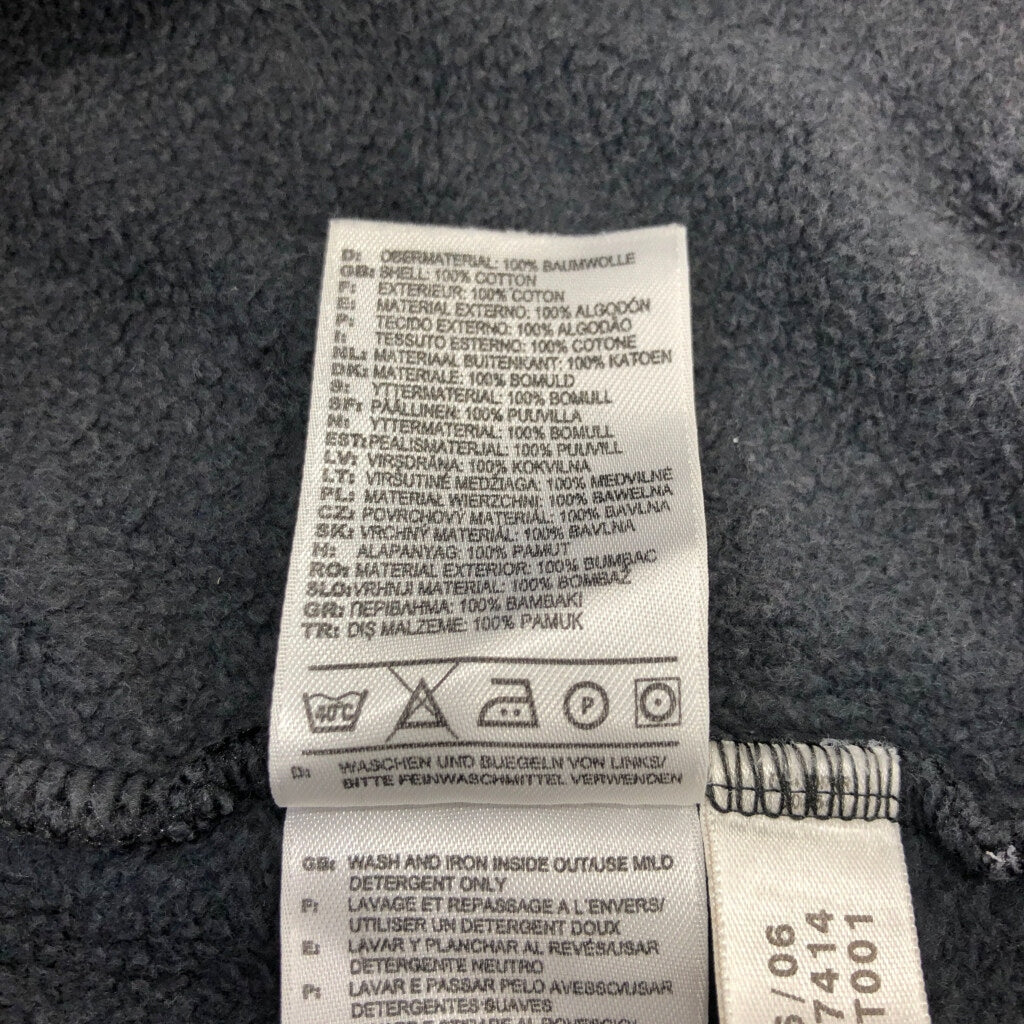 D: OBERMATERIAL: 100% BAUMWOLLE
GB: SHELL: 100% COTTON
F: EXTERIEUR: 100% COTON
E: MATERIAL EXTERNO: 100% ALGODÓN
P: TECIDO EXTERNO: 100% ALGODÃO
I: TESSUTO ESTERNO: 100% COTONE
NL: MATERIAAL BUITENKANT: 100% KATOEN
DK: MATERIALE: 100% BOMULD
S: YTTERMATERIAL: 100% BOMULL
SF: PÄÄLLINEN: 100% PUUVILLA
N: YTTERMATERIAL: 100% BOMULL
EST: PEALISMATERJAL: 100% PUUVILL
LV: VIRSDRĀNA: 100% KOKVILNA
LT: VIRŠUTINĖ MEDŽIAGA: 100% MEDVILNĖ
PL: MATERIAŁ WIERZCHNI: 100% BAWEŁNA
CZ: POVRCHOVÝ MATERIÁL: 100% BAVLNA
SK: VRCHNÝ MATERIÁL: 100% BAVLNA
H: ALAPANYAG: 100% PAMUT
RO: MATERIAL EXTERIOR: 100% BUMBAC
SLO: VRHNJI MATERIAL: 100% BOMBAŽ
GR: ΠΕΡΙΒΛΗΜΑ: 100% ΒΑΜΒΑΚΙ
TR: DIŞ MALZEME: 100% PAMUK
40°C P
D: WASCHEN UND BUEGELN VON LINKS/
BITTE FEINWASCHMITTEL VERWENDEN
GB: WASH AND IRON INSIDE OUT/USE MILD
DETERGENT ONLY
F: LAVAGE ET REPASSAGE A L'ENVERS/
UTILISER UN DETERGENT DOUX
E: LAVAR Y PLANCHAR AL REVÉS/USAR
DETERGENTE NEUTRO
P: LAVAR E PASSAR PELO AVESSO/USAR
DETERGENTES SUAVES
/06
7414
T001